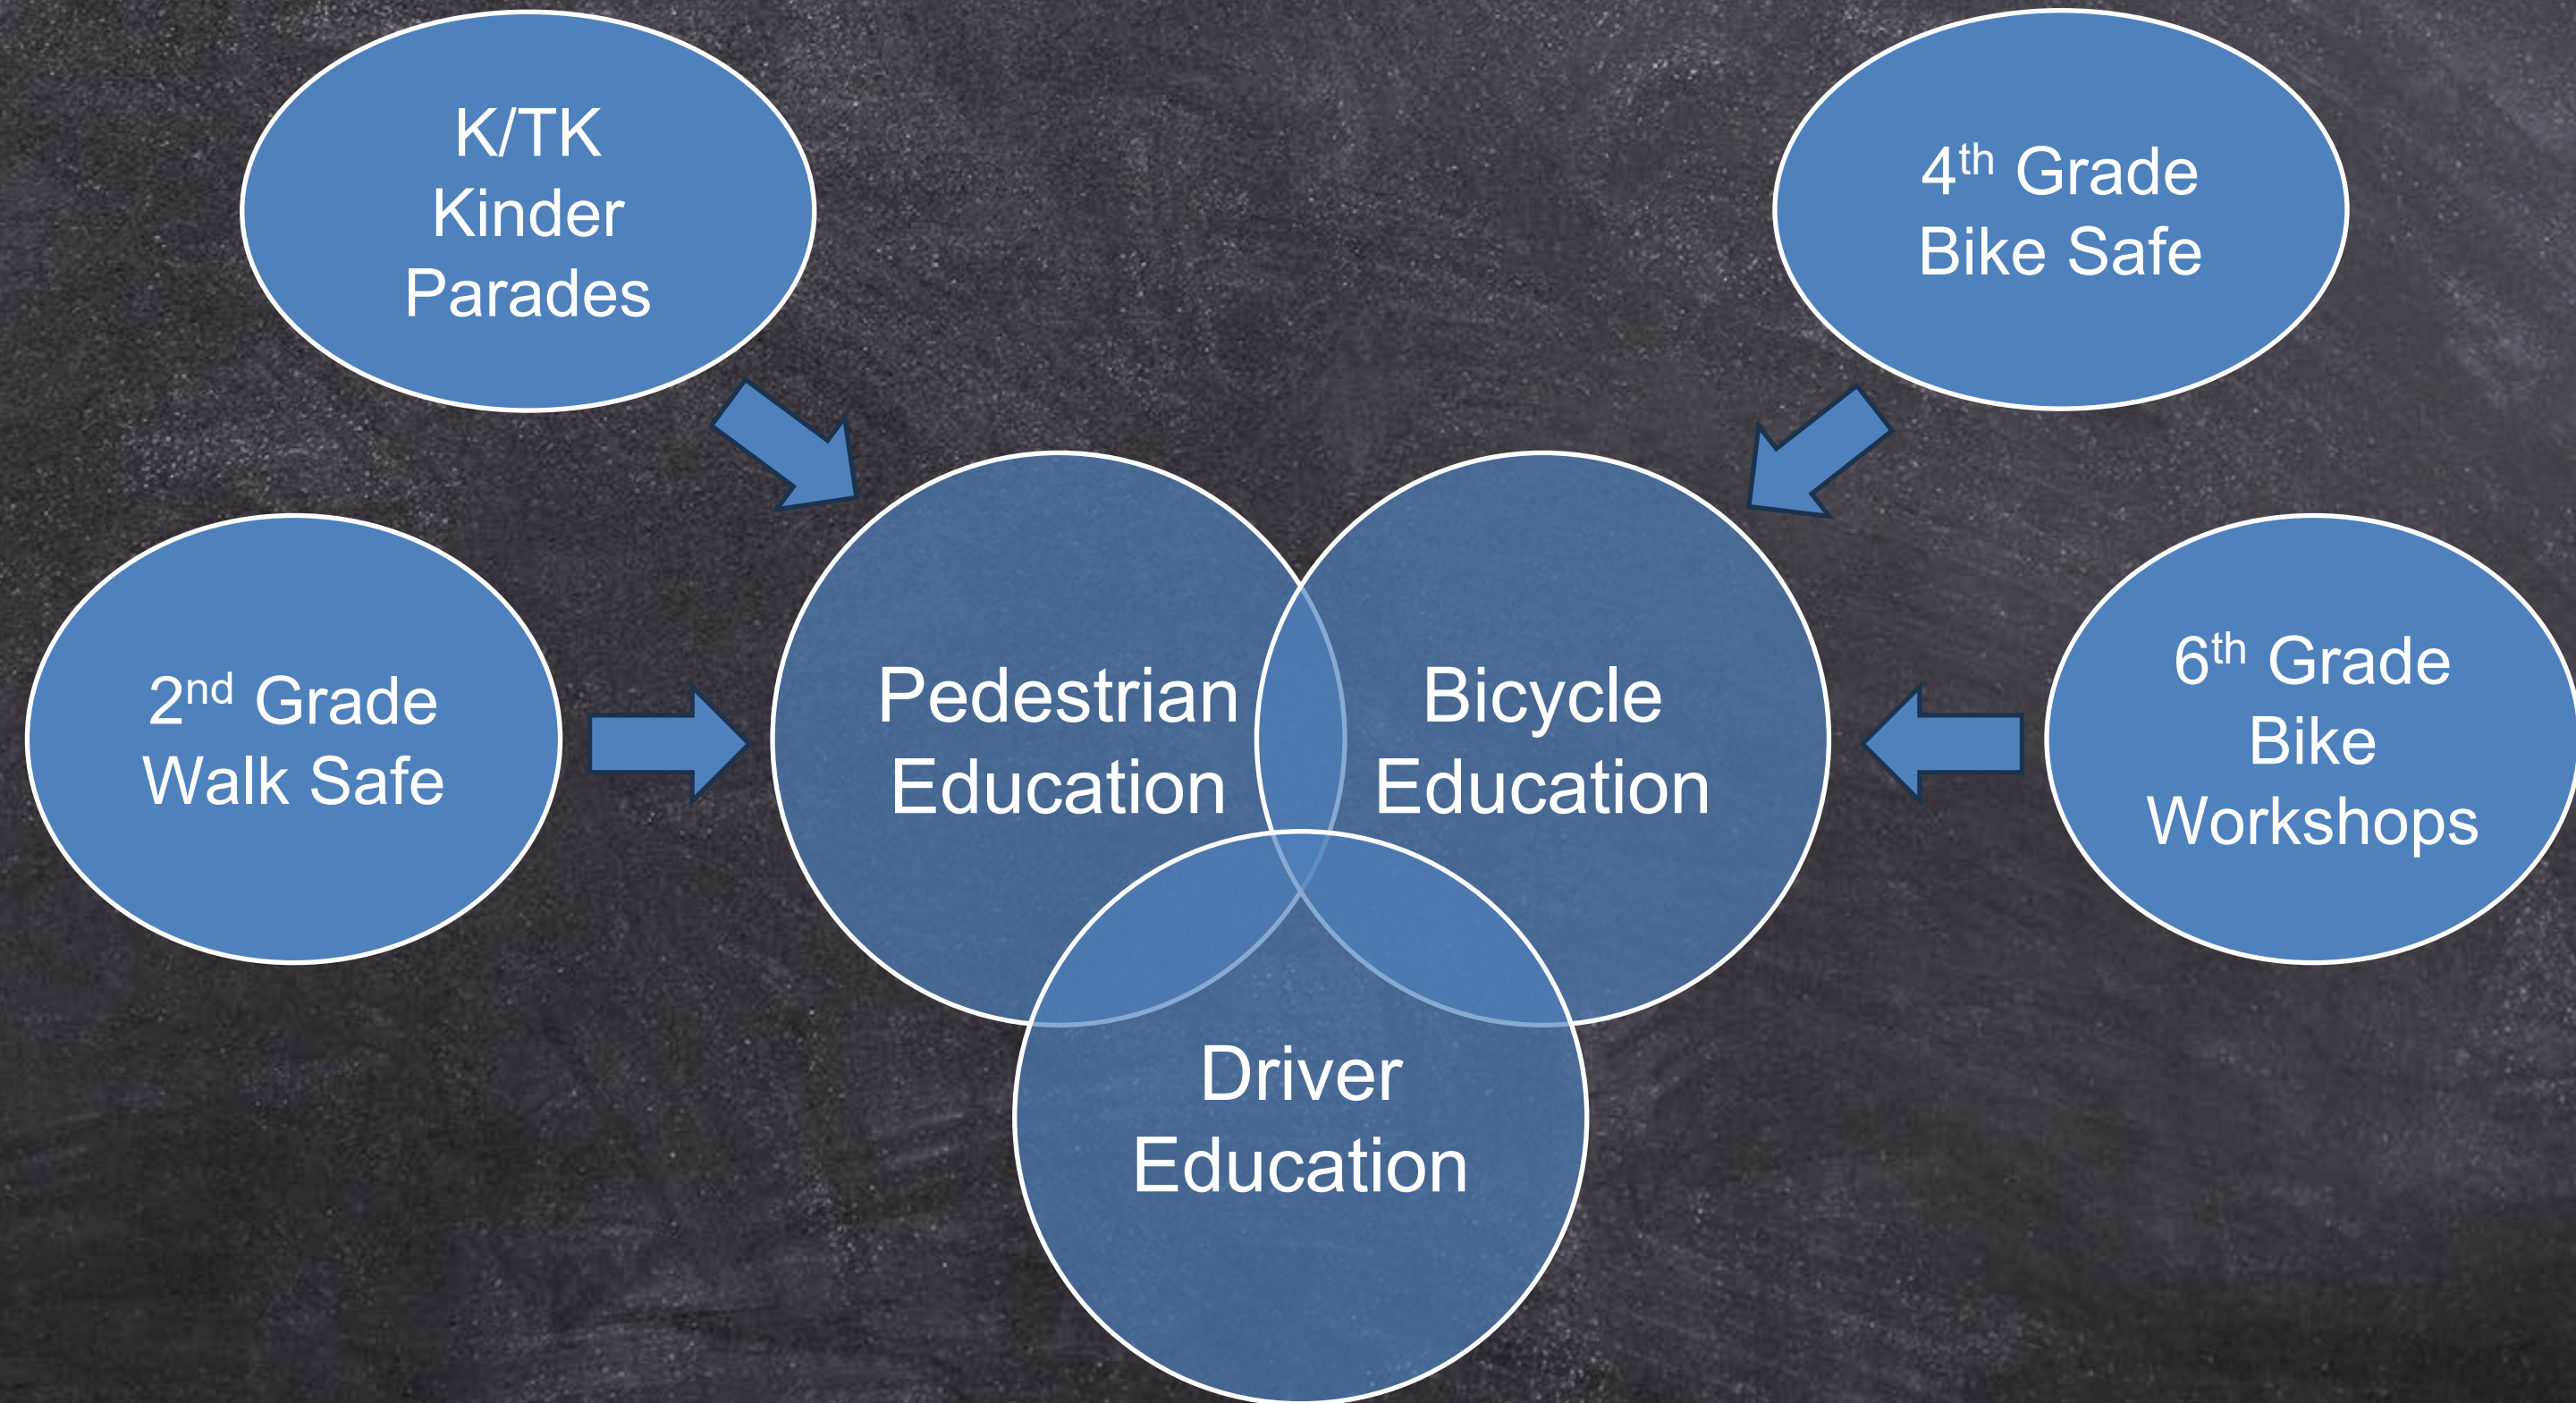 K/TK
Kinder
Parades
4th Grade
Bike Safe
2nd Grade
Walk Safe
Pedestrian
Education
Bicycle
Education
6th Grade
Bike
Workshops
Driver
Education